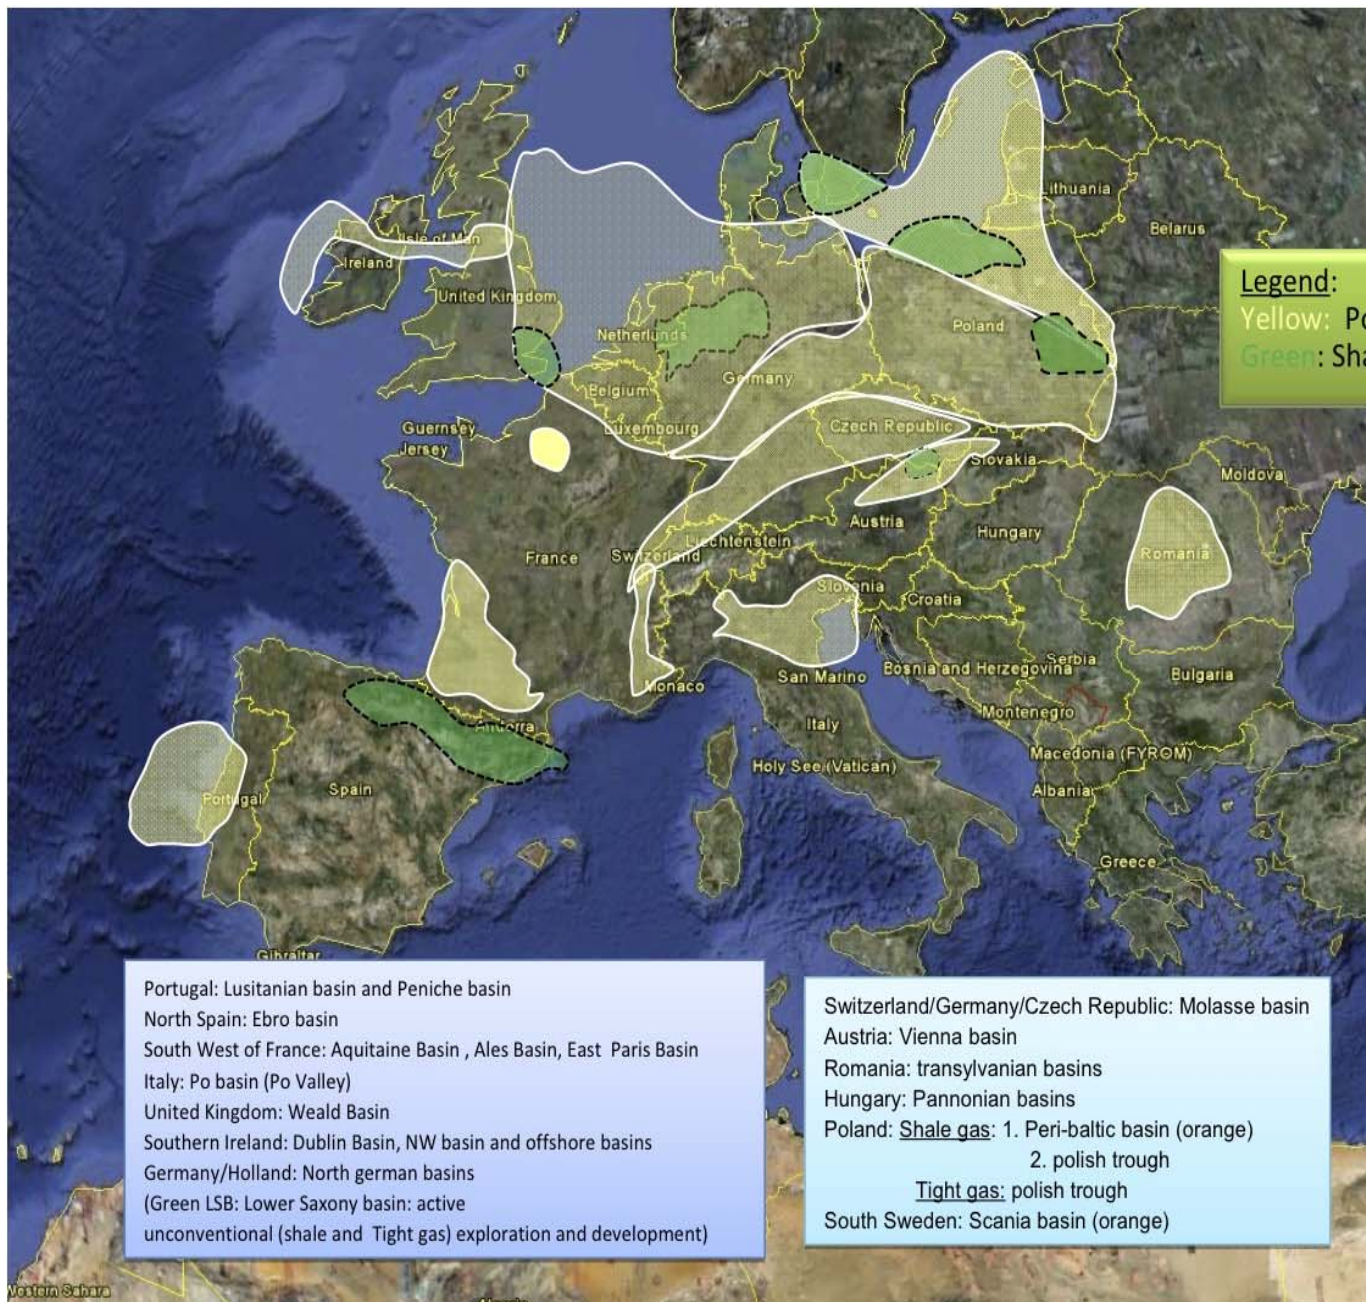 Lithuania
Belarus
Isle of Man
Ireland
United Kingdom
Legend:
Yellow: Po
Green: Sha
Netherlands
Poland
Germany
Belgium
Guernsey
Luxembourg
Czech Republic
Jersey
Slovakia
Moldova
Austria
Hungary
Liechtenstein
France
Switzerland
Romania
Slovenia
Croatia
Serbia
Bosnia and Herzegovina
San Marino
Bulgaria
Monaco
Montenegro
Andorra
Italy
Macedonia (FYROM)
Holy See (Vatican)
Spain
Portugal
Albania
Greece
Gibraltar
Portugal: Lusitanian basin and Peniche basin
North Spain: Ebro basin
South West of France: Aquitaine Basin , Ales Basin, East Paris Basin
Italy: Po basin (Po Valley)
United Kingdom: Weald Basin
Southern Ireland: Dublin Basin, NW basin and offshore basins
Germany/Holland: North german basins
(Green LSB: Lower Saxony basin: active
unconventional (shale and Tight gas) exploration and development)
Switzerland/Germany/Czech Republic: Molasse basin
Austria: Vienna basin
Romania: transylvanian basins
Hungary: Pannonian basins
Poland: Shale gas: 1. Peri-baltic basin (orange)
2. polish trough
Tight gas: polish trough
South Sweden: Scania basin (orange)
Western Sahara